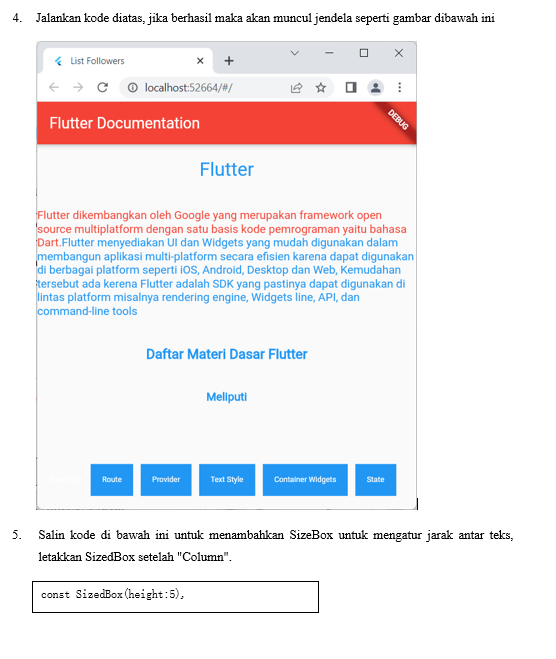 4. Jalankan kode diatas, jika berhasil maka akan muncul jendela seperti gambar dibawah ini
List Followers
localhost:52664/#/
Flutter Documentation
DEBUG
Flutter
Flutter dikembangkan oleh Google yang merupakan framework open
source multiplatform dengan satu basis kode pemrograman yaitu bahasa
Dart.Flutter menyediakan UI dan Widgets yang mudah digunakan dalam
membangun aplikasi multi-platform secara efisien karena dapat digunakan
di berbagai platform seperti iOS, Android, Desktop dan Web, Kemudahan
tersebut ada kerena Flutter adalah SDK yang pastinya dapat digunakan di
lintas platform misalnya rendering engine, Widgets line, API, dan
command-line tools
Daftar Materi Dasar Flutter
Meliputi
Route Provider Text Style Container Widgets State
5. Salin kode di bawah ini untuk menambahkan SizeBox untuk mengatur jarak antar teks,
letakkan SizedBox setelah "Column".
const SizedBox(height:5),